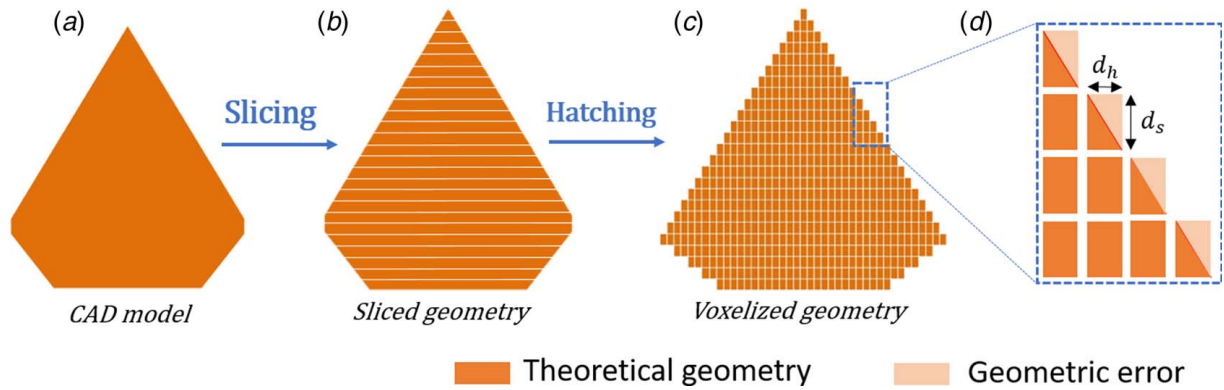 (a)
(b)
(c)
(d)
Slicing
Hatching
d_h
d_s
CAD model
Sliced geometry
Voxelized geometry
Theoretical geometry
Geometric error